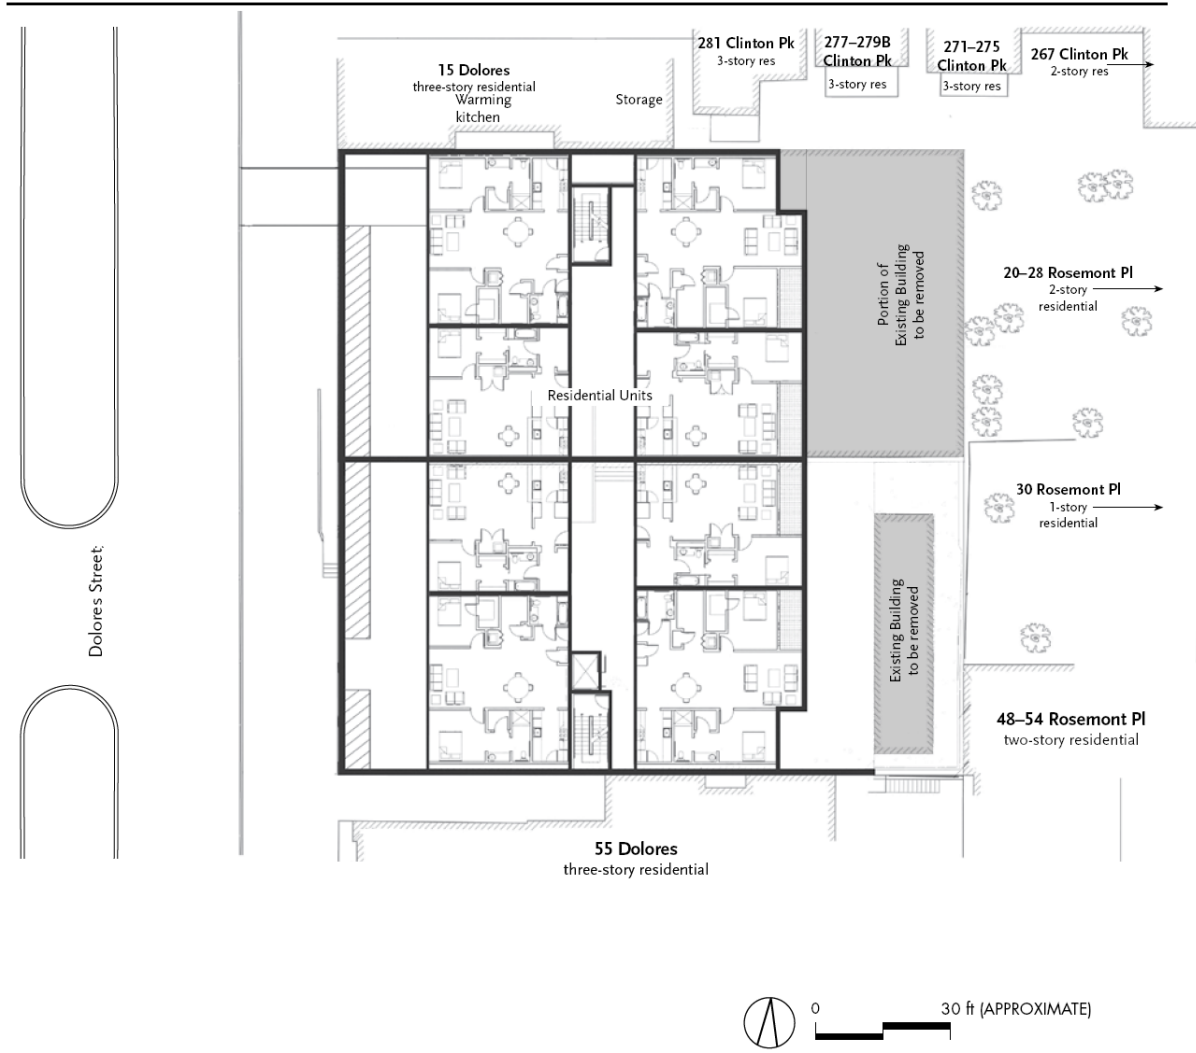 281 Clinton Pk
3-story res
277–279B
Clinton Pk
3-story res
271–275
Clinton Pk
3-story res
267 Clinton Pk
2-story res
15 Dolores
three-story residential
Warming
kitchen
Storage
Portion of
Existing Building
to be removed
20–28 Rosemont Pl
2-story
residential
Residential Units
30 Rosemont Pl
1-story
residential
Dolores Street
Existing Building
to be removed
48–54 Rosemont Pl
two-story residential
55 Dolores
three-story residential
0
30 ft (APPROXIMATE)